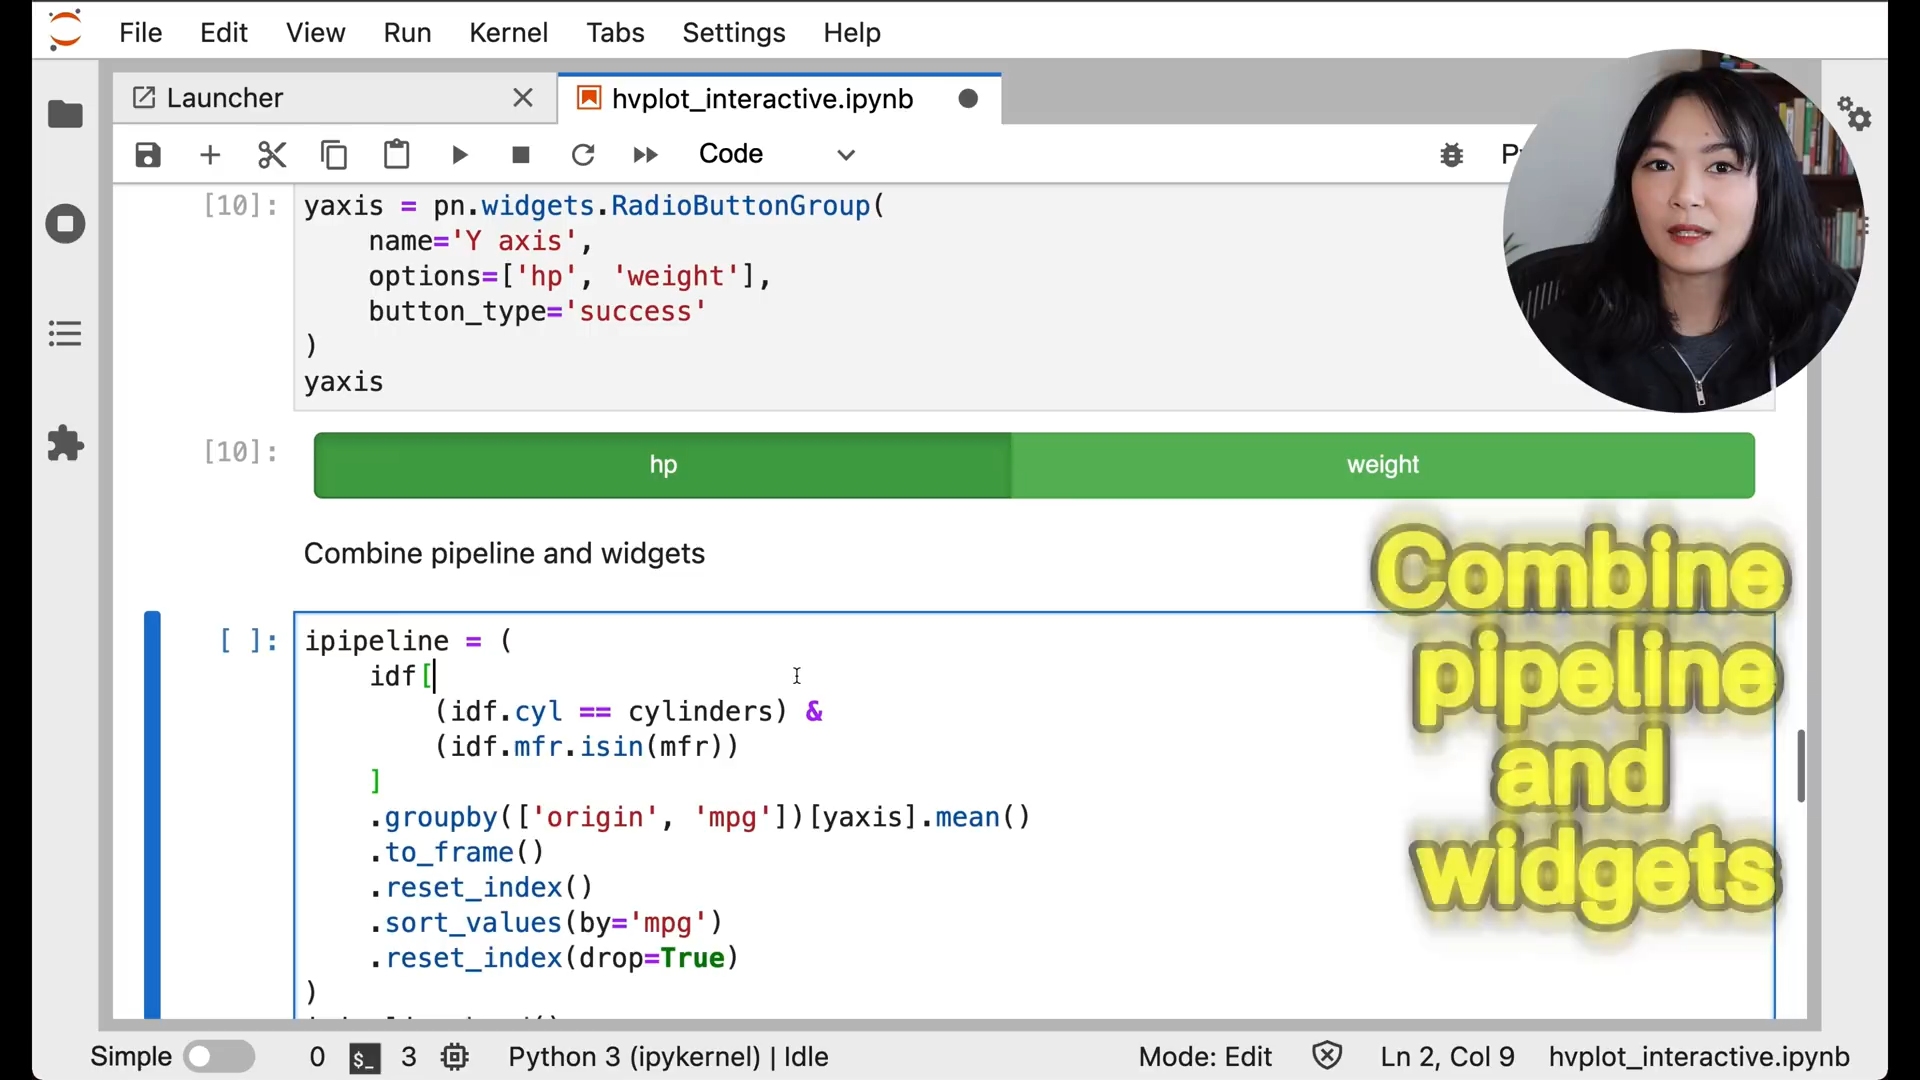 File Edit View Run Kernel Tabs Settings Help
Launcher
hvplot_interactive.ipynb
Code
[10]:
yaxis = pn.widgets.RadioButtonGroup(
    name='Y axis',
    options=['hp', 'weight'],
    button_type='success'
)
yaxis
[10]:
hp weight
Combine pipeline and widgets
Combine
pipeline
and
widgets
[ ]:
ipipeline = (
    idf[
        (idf.cyl == cylinders) &
        (idf.mfr.isin(mfr))
    ]
    .groupby(['origin', 'mpg'])[yaxis].mean()
    .to_frame()
    .reset_index()
    .sort_values(by='mpg')
    .reset_index(drop=True)
)
Simple 0 $_ 3 Python 3 (ipykernel) | Idle Mode: Edit Ln 2, Col 9 hvplot_interactive.ipynb